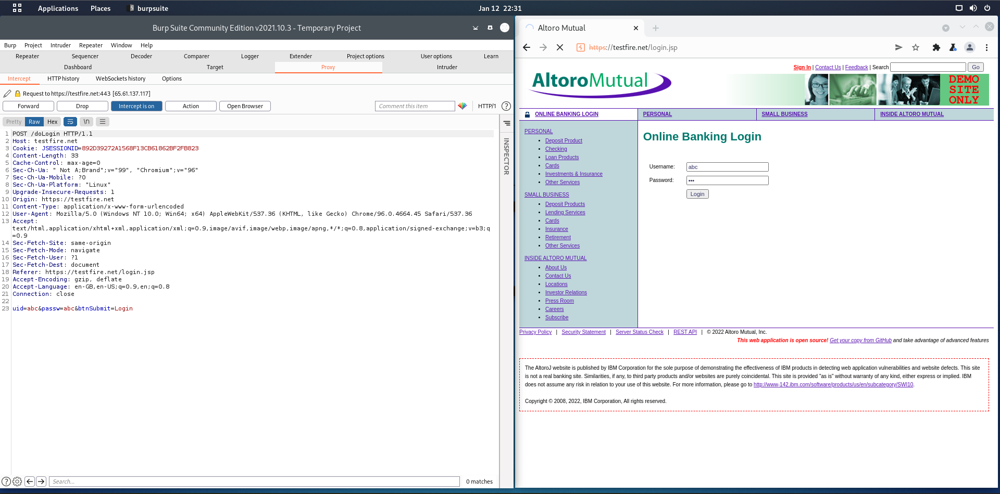 Applications Places burpsuite Jan 12 22:31
Burp Suite Community Edition v2021.10.3 - Temporary Project
Burp Project Intruder Repeater Window Help
Repeater Sequencer Decoder Comparer Logger Extender Project options User options Learn
Dashboard Target Proxy Intruder
Intercept HTTP history WebSockets history Options
Request to https://testfire.net:443 [65.61.137.117]
Forward Drop Intercept is on Action Open Browser Comment this item HTTP/1 ?
Pretty Raw Hex \n
INSPECTOR
1 POST /doLogin HTTP/1.1
2 Host: testfire.net
3 Cookie: JSESSIONID=892D39272A1568F13CB61862BF2FB823
4 Content-Length: 33
5 Cache-Control: max-age=0
6 Sec-Ch-Ua: " Not A;Brand";v="99", "Chromium";v="96"
7 Sec-Ch-Ua-Mobile: ?0
8 Sec-Ch-Ua-Platform: "Linux"
9 Upgrade-Insecure-Requests: 1
10 Origin: https://testfire.net
11 Content-Type: application/x-www-form-urlencoded
12 User-Agent: Mozilla/5.0 (Windows NT 10.0; Win64; x64) AppleWebKit/537.36 (KHTML, like Gecko) Chrome/96.0.4664.45 Safari/537.36
13 Accept:
text/html,application/xhtml+xml,application/xml;q=0.9,image/avif,image/webp,image/apng,*/*;q=0.8,application/signed-exchange;v=b3;q
=0.9
14 Sec-Fetch-Site: same-origin
15 Sec-Fetch-Mode: navigate
16 Sec-Fetch-User: ?1
17 Sec-Fetch-Dest: document
18 Referer: https://testfire.net/login.jsp
19 Accept-Encoding: gzip, deflate
20 Accept-Language: en-GB,en-US;q=0.9,en;q=0.8
21 Connection: close
22
23 uid=abc&passw=abc&btnSubmit=Login
? Search... 0 matches
Altoro Mutual
https://testfire.net/login.jsp
Sign In | Contact Us | Feedback | Search Go
AltoroMutual
DEMO
SITE
ONLY
ONLINE BANKING LOGIN PERSONAL SMALL BUSINESS INSIDE ALTORO MUTUAL
PERSONAL
• Deposit Product
• Checking
• Loan Products
• Cards
• Investments & Insurance
• Other Services
SMALL BUSINESS
• Deposit Products
• Lending Services
• Cards
• Insurance
• Retirement
• Other Services
INSIDE ALTORO MUTUAL
• About Us
• Contact Us
• Locations
• Investor Relations
• Press Room
• Careers
• Subscribe
Online Banking Login
Username: abc
Password: •••
Login
Privacy Policy | Security Statement | Server Status Check | REST API | © 2022 Altoro Mutual, Inc.
This web application is open source! Get your copy from GitHub and take advantage of advanced features
The AltoroJ website is published by IBM Corporation for the sole purpose of demonstrating the effectiveness of IBM products in detecting web application vulnerabilities and website defects. This site
is not a real banking site. Similarities, if any, to third party products and/or websites are purely coincidental. This site is provided "as is" without warranty of any kind, either express or implied. IBM
does not assume any risk in relation to your use of this website. For more information, please go to http://www-142.ibm.com/software/products/us/en/subcategory/SWI10.
Copyright © 2008, 2022, IBM Corporation, All rights reserved.